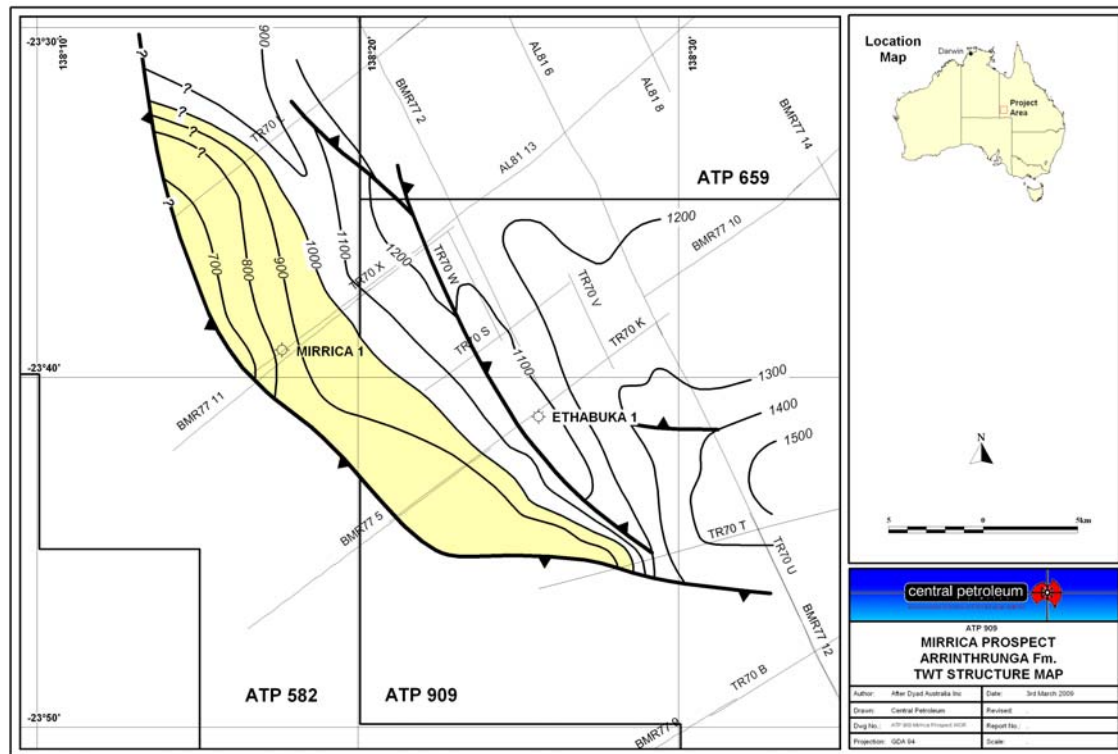 -23°30'
138°10'
900
138°20'
AL81 6
138°30'
AL81 8
BMR77 2
BMR77 14
?
?
?
?
?
TR70 L
AL81 13
ATP 659
1200
BMR77 10
1000
1100
1200
TR70 W
700
800
900
TR70 X
TR70 V
TR70 S
TR70 K
1100
MIRRICA 1
-23°40'
1300
1400
BMR77 11
ETHABUKA 1
1500
BMR77 5
TR70 T
TR70 U
BMR77 12
TR70 B
ATP 582
ATP 909
-23°50'
BMR77 9
Location
Map
Darwin
Project
Area
N
5
0
5km
central petroleum
ATP 909
MIRRICA PROSPECT
ARRINTHRUNGA Fm.
TWT STRUCTURE MAP
Author: After Dyad Australia Inc Date: 3rd March 2009
Drawn: Central Petroleum Revised: .
Dwg No.: ATP 909 Mirrica Prospect Report No.: .
Projection: GDA 94 Scale: